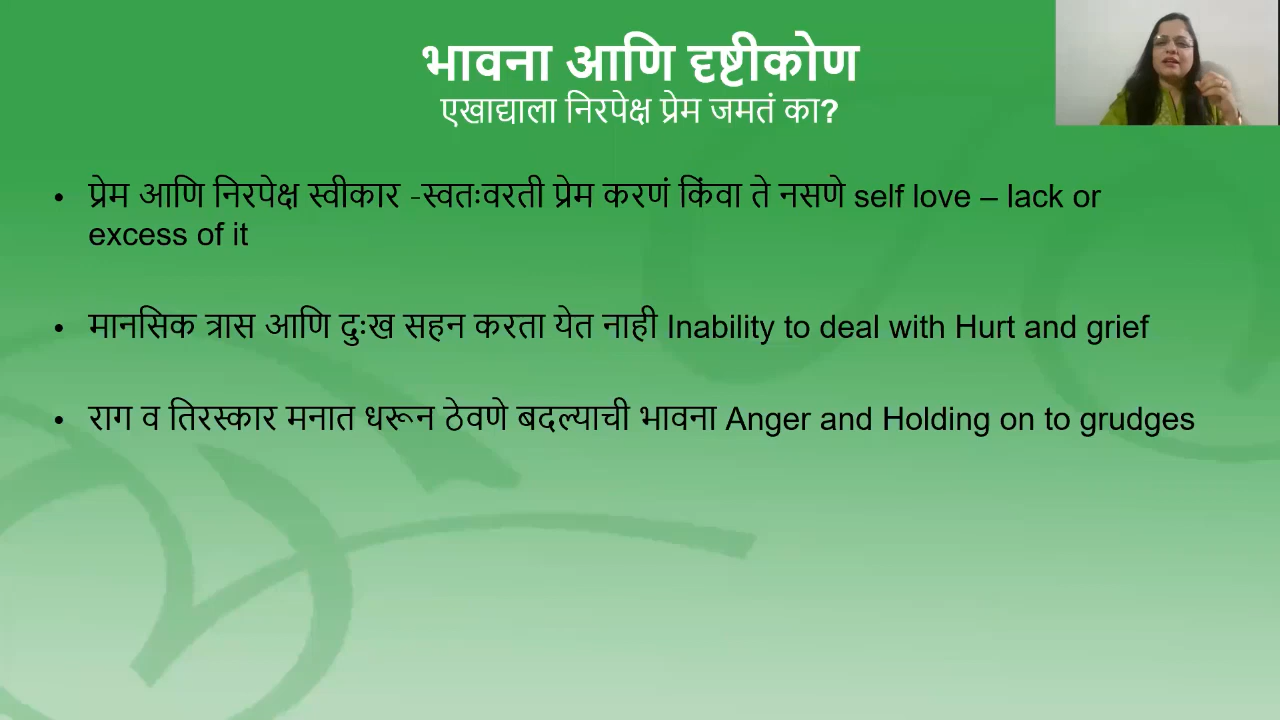 भावना आणि दृष्टीकोण
एखाद्याला निरपेक्ष प्रेम जमतं का?
• प्रेम आणि निरपेक्ष स्वीकार -स्वतःवरती प्रेम करणं किंवा ते नसणे self love – lack or
excess of it
• मानसिक त्रास आणि दुःख सहन करता येत नाही Inability to deal with Hurt and grief
• राग व तिरस्कार मनात धरून ठेवणे बदल्याची भावना Anger and Holding on to grudges